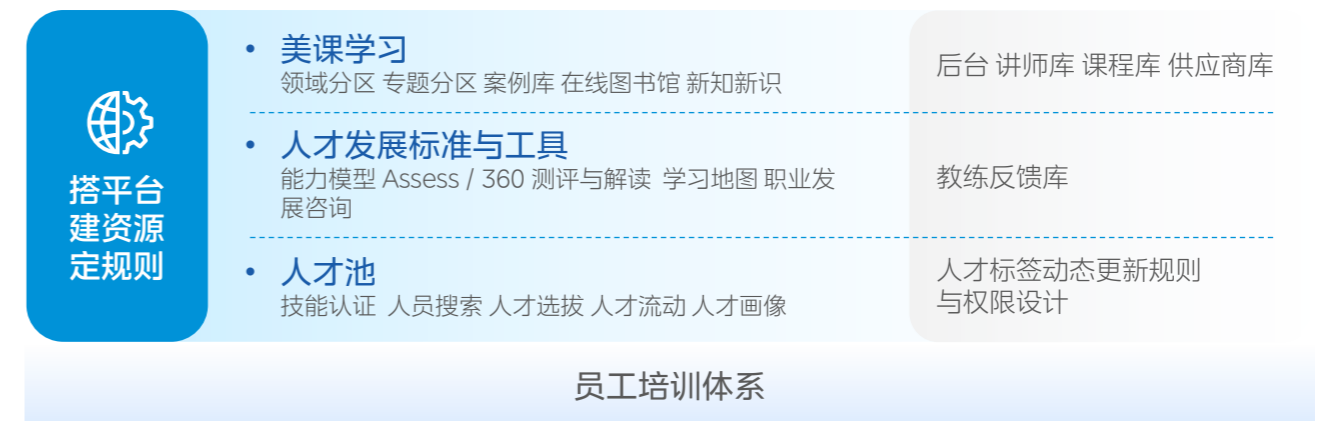 搭平台
建资源
定规则
• 美课学习
领域分区 专题分区 案例库 在线图书馆 新知新识
后台 讲师库 课程库 供应商库
• 人才发展标准与工具
能力模型 Assess / 360 测评与解读 学习地图 职业发
展咨询
教练反馈库
• 人才池
技能认证 人员搜索 人才选拔 人才流动 人才画像
人才标签动态更新规则
与权限设计
员工培训体系